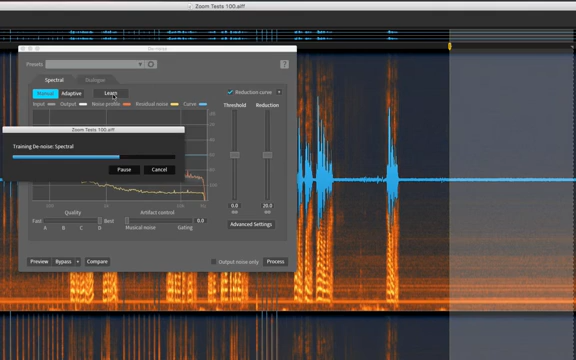 Zoom Tests 100.aiff
De-noise
Presets
?
Spectral Dialogue
Manual Adaptive Learn
Reduction curve
Input Output Noise profile Residual noise Curve
Threshold Reduction
Zoom Tests 100.aiff
Training De-noise: Spectral
Pause Cancel
0.0 20.0
Quality Artifact control
Fast Best 0.0
A B C D Musical noise Gating
Advanced Settings
Preview Bypass Compare Output noise only Process